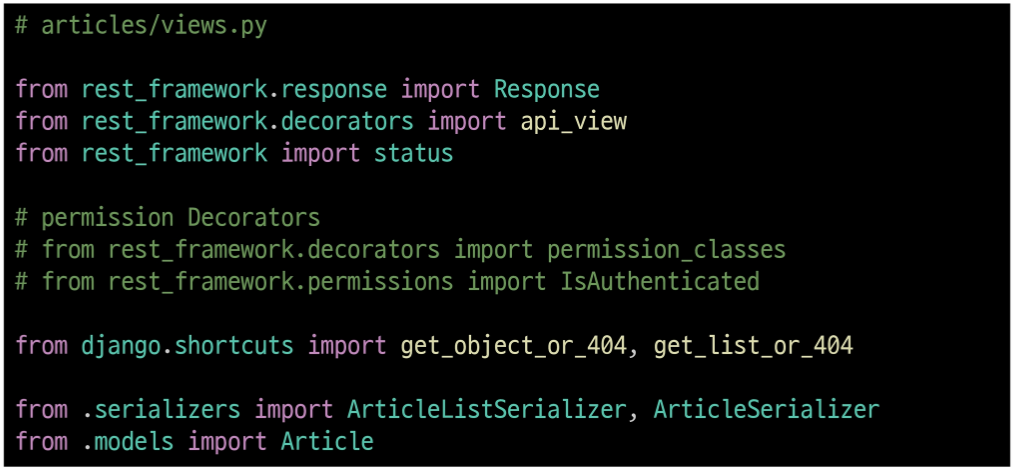 # articles/views.py
from rest_framework.response import Response
from rest_framework.decorators import api_view
from rest_framework import status
# permission Decorators
# from rest_framework.decorators import permission_classes
# from rest_framework.permissions import IsAuthenticated
from django.shortcuts import get_object_or_404, get_list_or_404
from .serializers import ArticleListSerializer, ArticleSerializer
from .models import Article